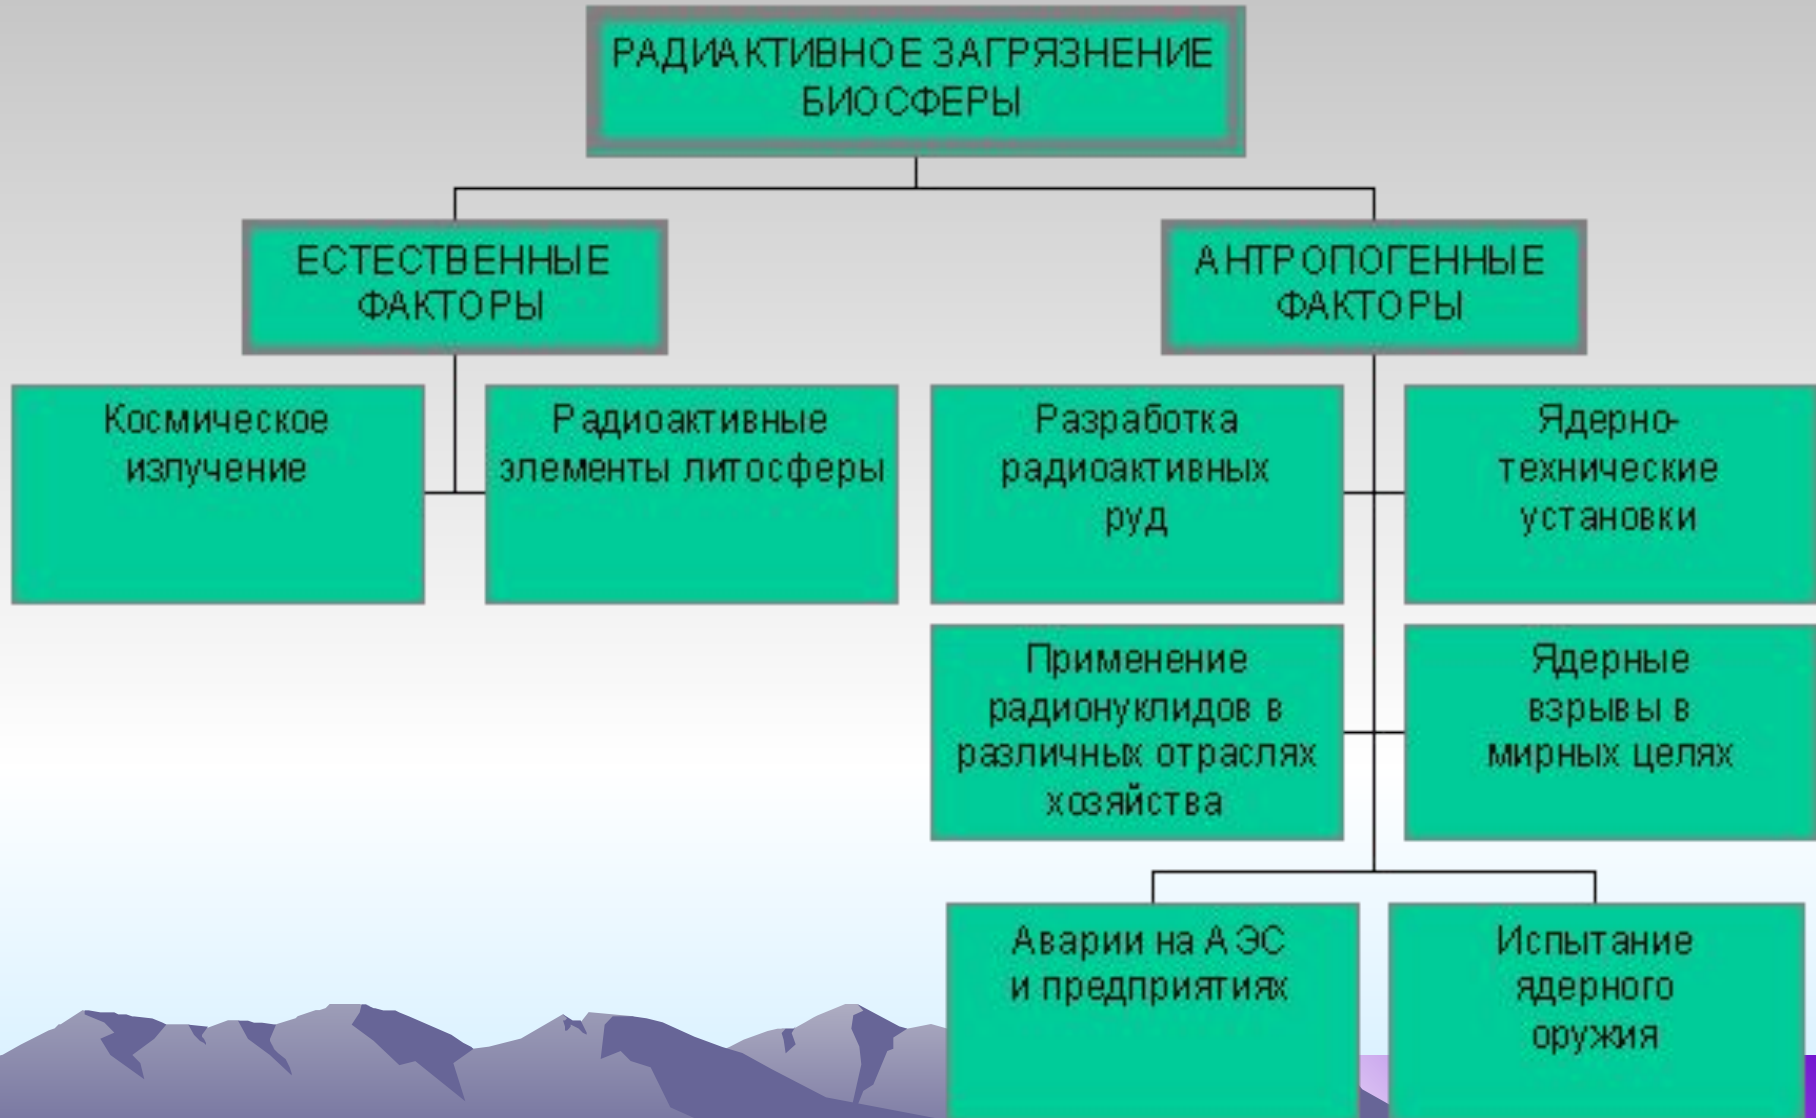 РАДИАКТИВНОЕ ЗАГРЯЗНЕНИЕ
БИОСФЕРЫ
ЕСТЕСТВЕННЫЕ
ФАКТОРЫ
АНТРОПОГЕННЫЕ
ФАКТОРЫ
Космическое
излучение
Радиоактивные
элементы литосферы
Разработка
радиоактивных
руд
Ядерно-
технические
установки
Применение
радионуклидов в
различных отраслях
хозяйства
Ядерные
взрывы в
мирных целях
Аварии на АЭС
и предприятиях
Испытание
ядерного
оружия